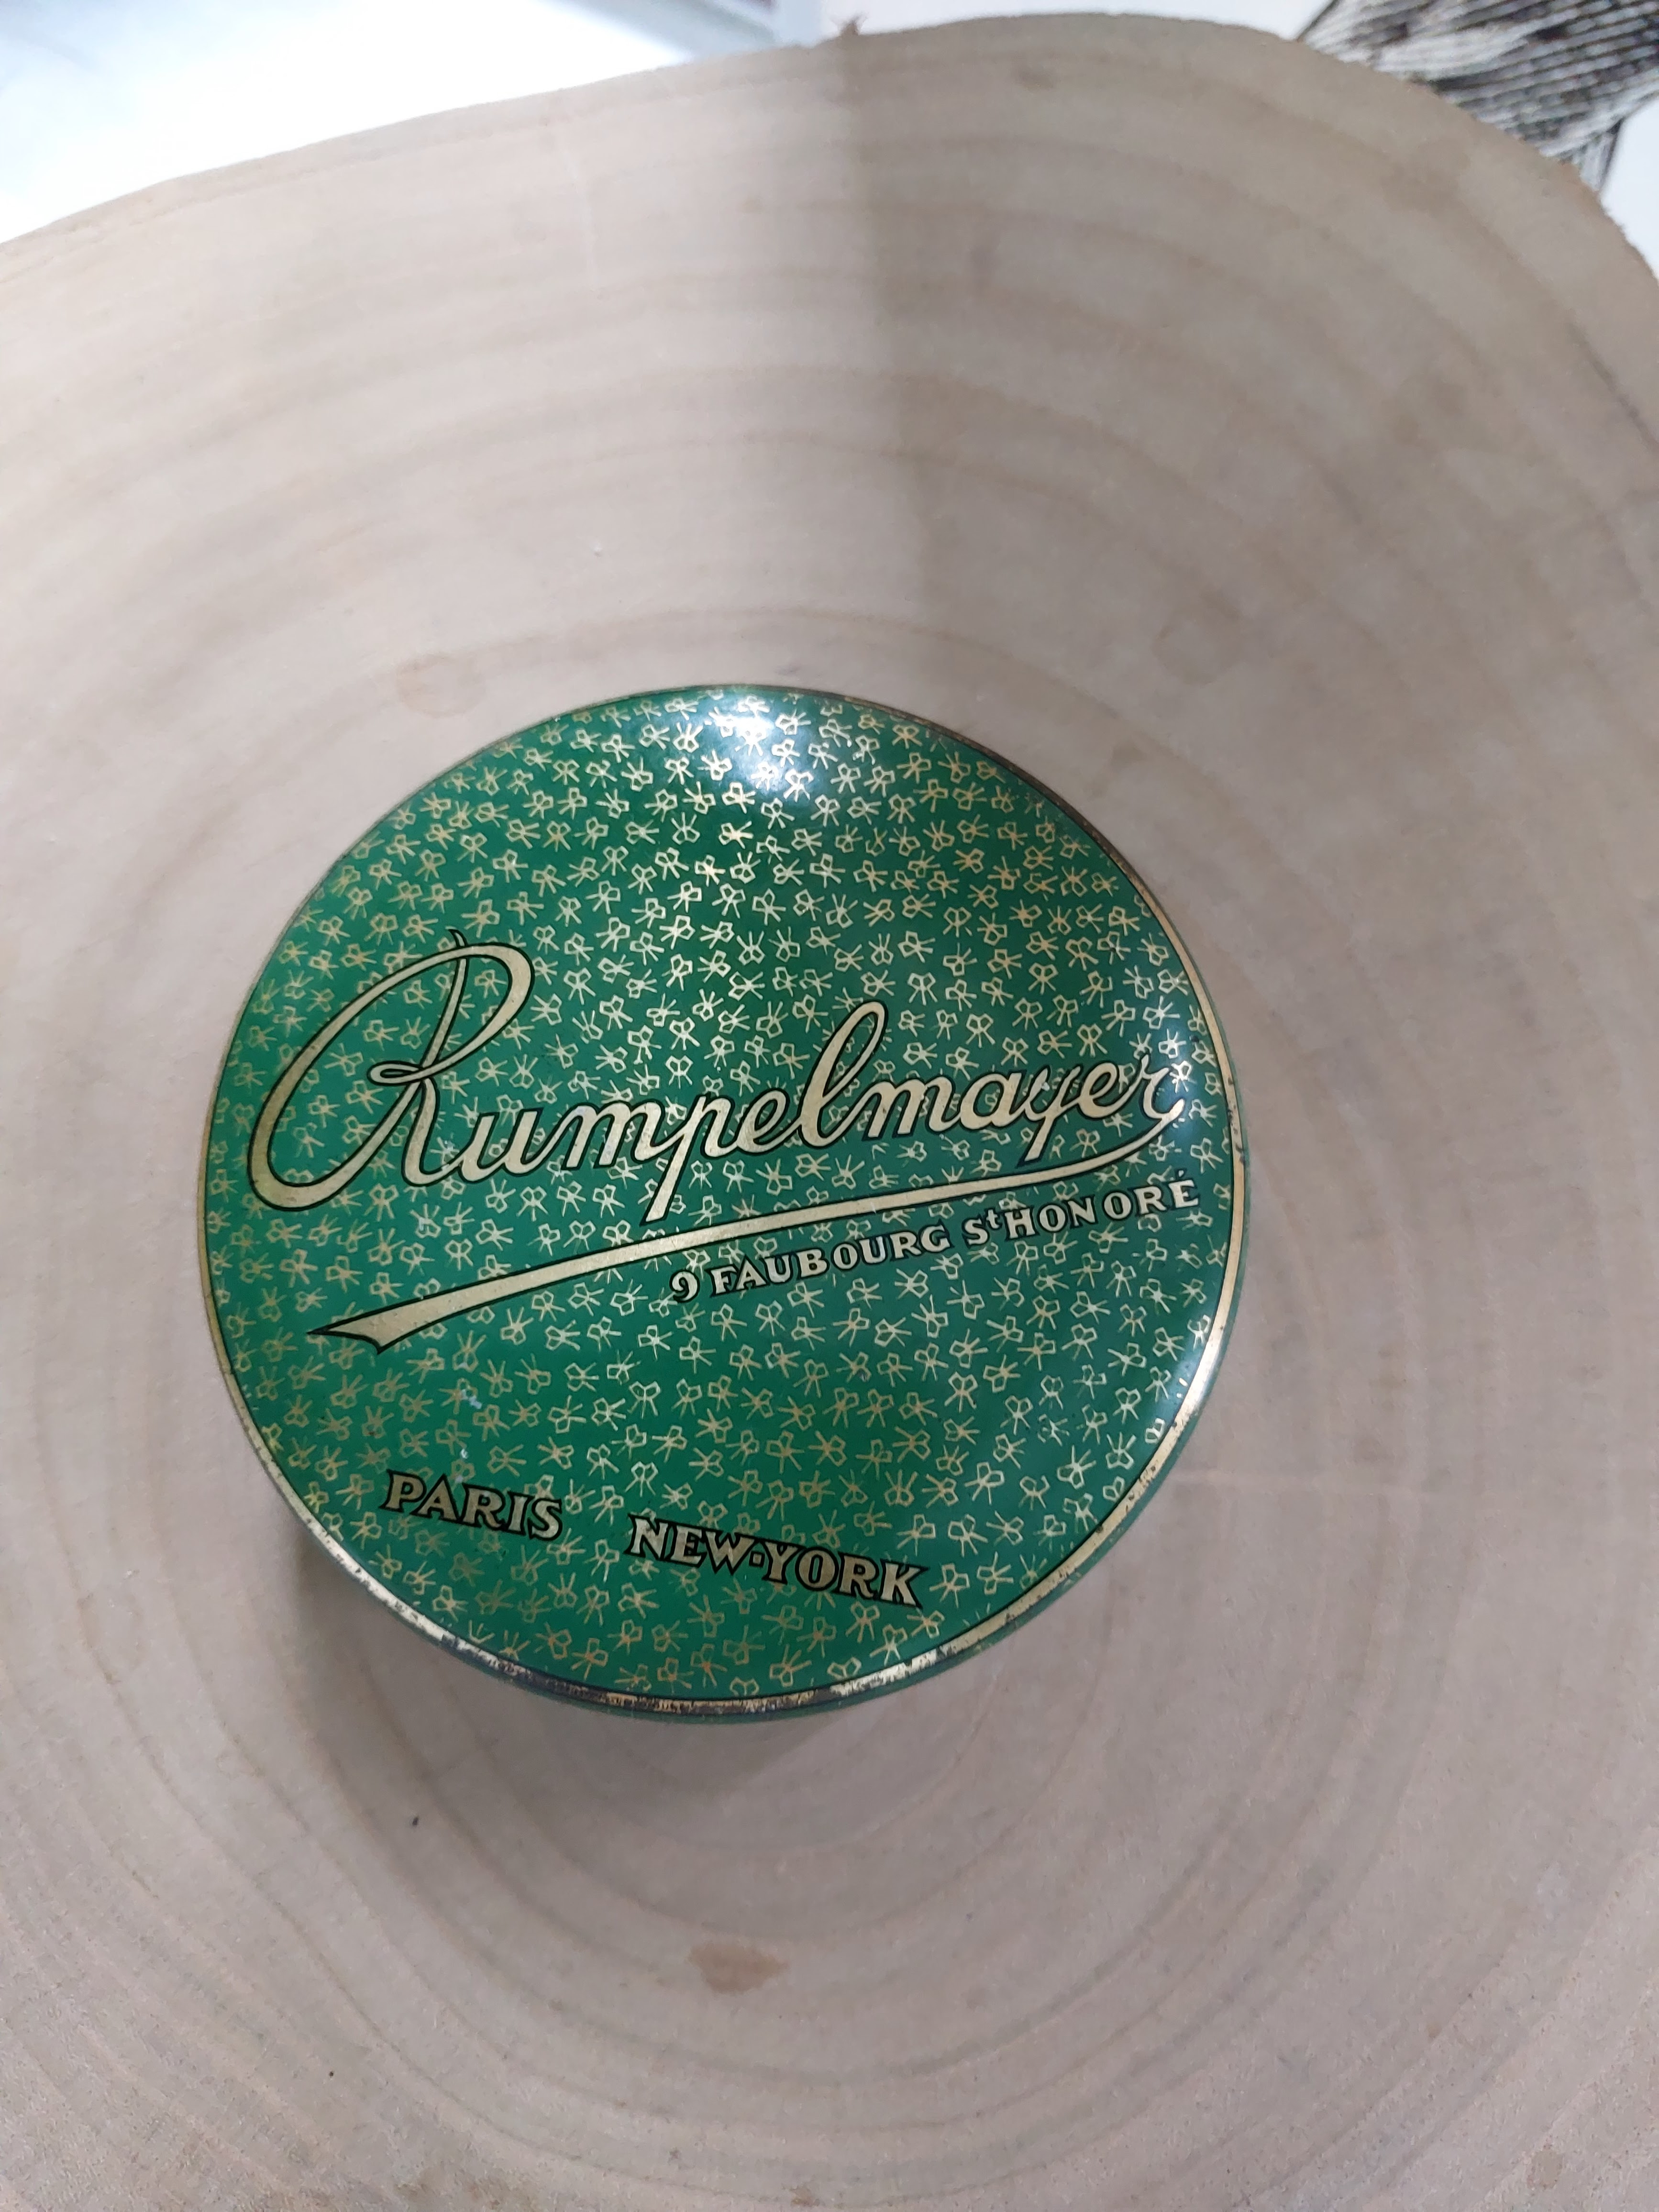 Rumpelmayer
9 FAUBOURG St HONORÉ
PARIS NEW-YORK